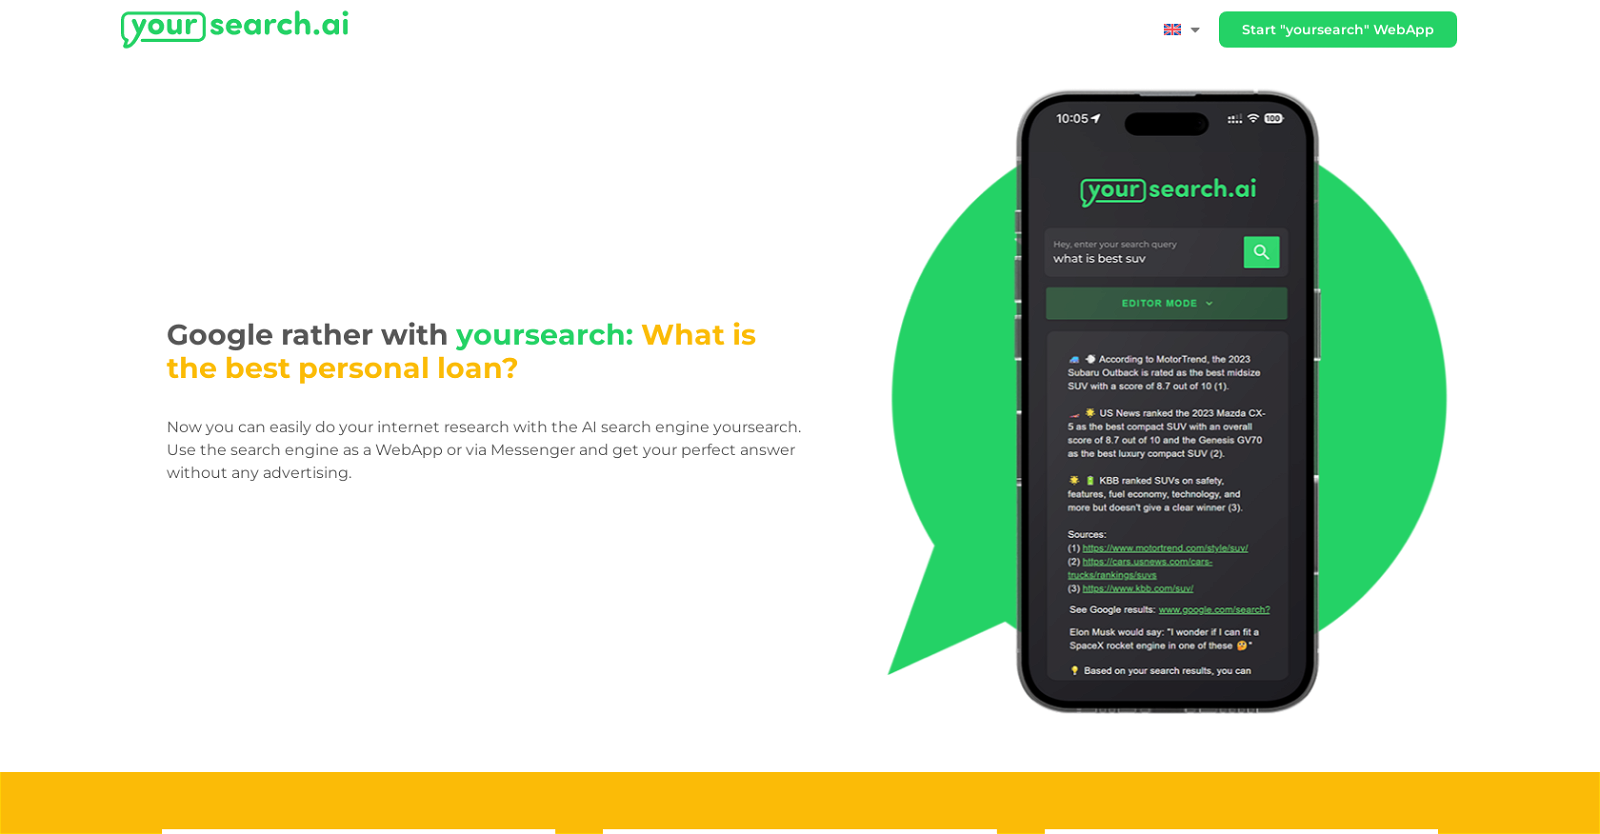 your search.ai
Start "yoursearch" WebApp
Google rather with yoursearch: What is
the best personal loan?
Now you can easily do your internet research with the AI search engine yoursearch.
Use the search engine as a WebApp or via Messenger and get your perfect answer
without any advertising.
10:05
100
your search.ai
Hey, enter your search query
what is best suv
EDITOR MODE
According to MotorTrend, the 2023
Subaru Outback is rated as the best midsize
SUV with a score of 8.7 out of 10 (1).
US News ranked the 2023 Mazda CX-
5 as the best compact SUV with an overall
score of 8.7 out of 10 and the Genesis GV70
as the best luxury compact SUV (2).
KBB ranked SUVs on safety,
features, fuel economy, technology, and
more but doesn't give a clear winner (3).
Sources:
(1) https://www.motortrend.com/style/suv/
(2) https://cars.usnews.com/cars-
trucks/rankings/suvs
(3) https://www.kbb.com/suv/
See Google results: www.google.com/search?
Elon Musk would say: "I wonder if I can fit a
SpaceX rocket engine in one of these 🤔"
Based on your search results, you can